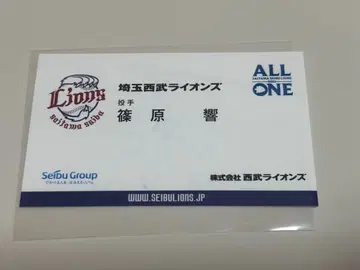 Lions
saitama seibu
埼玉西武ライオンズ
投手
篠原 響
ALL
ONE
Seibu Group
株式会社 西武ライオンズ
WWW.SEIBULIONS.JP